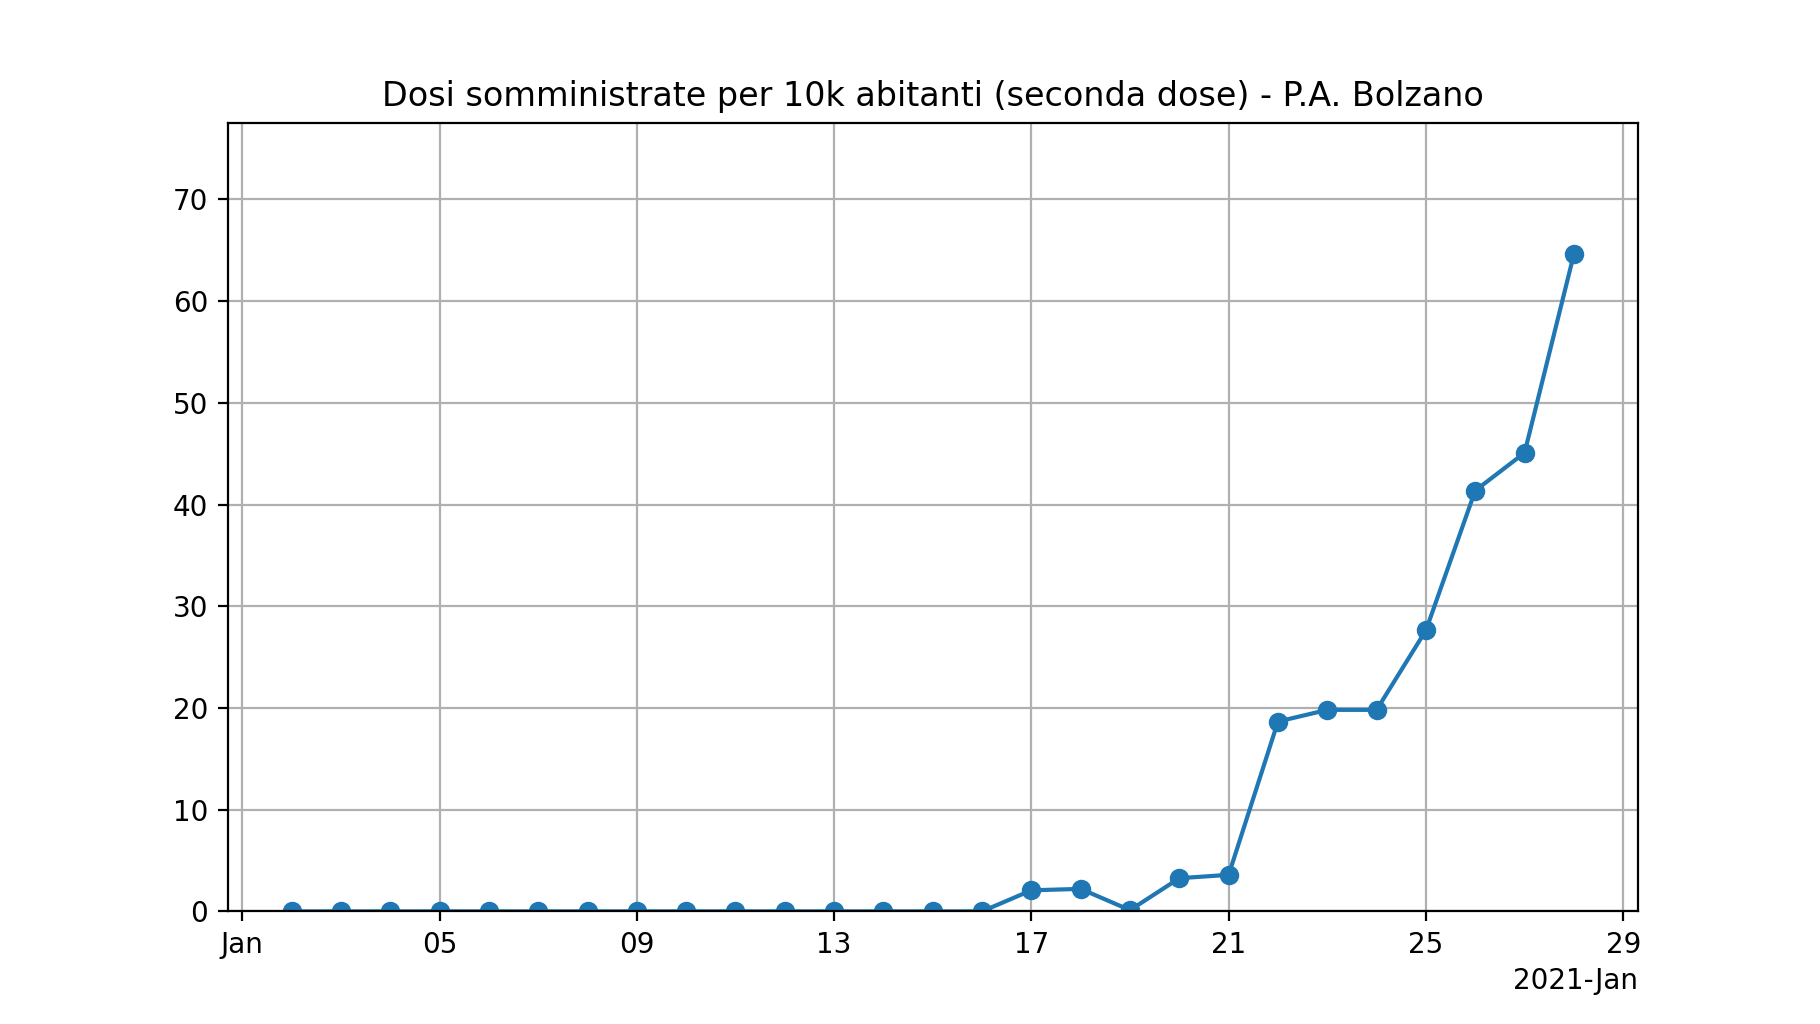 Dosi somministrate per 10k abitanti (seconda dose) - P.A. Bolzano
70
60
50
40
30
20
10
0
Jan 05 09 13 17 21 25 29
2021-Jan